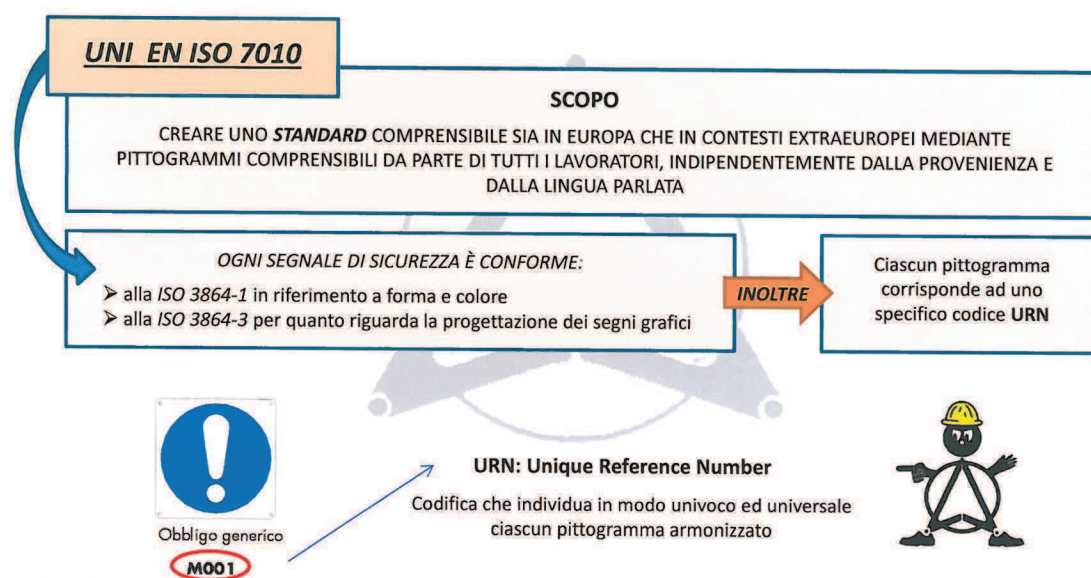 UNI EN ISO 7010
SCOPO
CREARE UNO STANDARD COMPRENSIBILE SIA IN EUROPA CHE IN CONTESTI EXTRAEUROPEI MEDIANTE
PITTOGRAMMI COMPRENSIBILI DA PARTE DI TUTTI I LAVORATORI, INDIPENDENTEMENTE DALLA PROVENIENZA E
DALLA LINGUA PARLATA
OGNI SEGNALE DI SICUREZZA È CONFORME:
➢ alla ISO 3864-1 in riferimento a forma e colore
➢ alla ISO 3864-3 per quanto riguarda la progettazione dei segni grafici
INOLTRE
Ciascun pittogramma
corrisponde ad uno
specifico codice URN
Obbligo generico
M001
URN: Unique Reference Number
Codifica che individua in modo univoco ed universale
ciascun pittogramma armonizzato